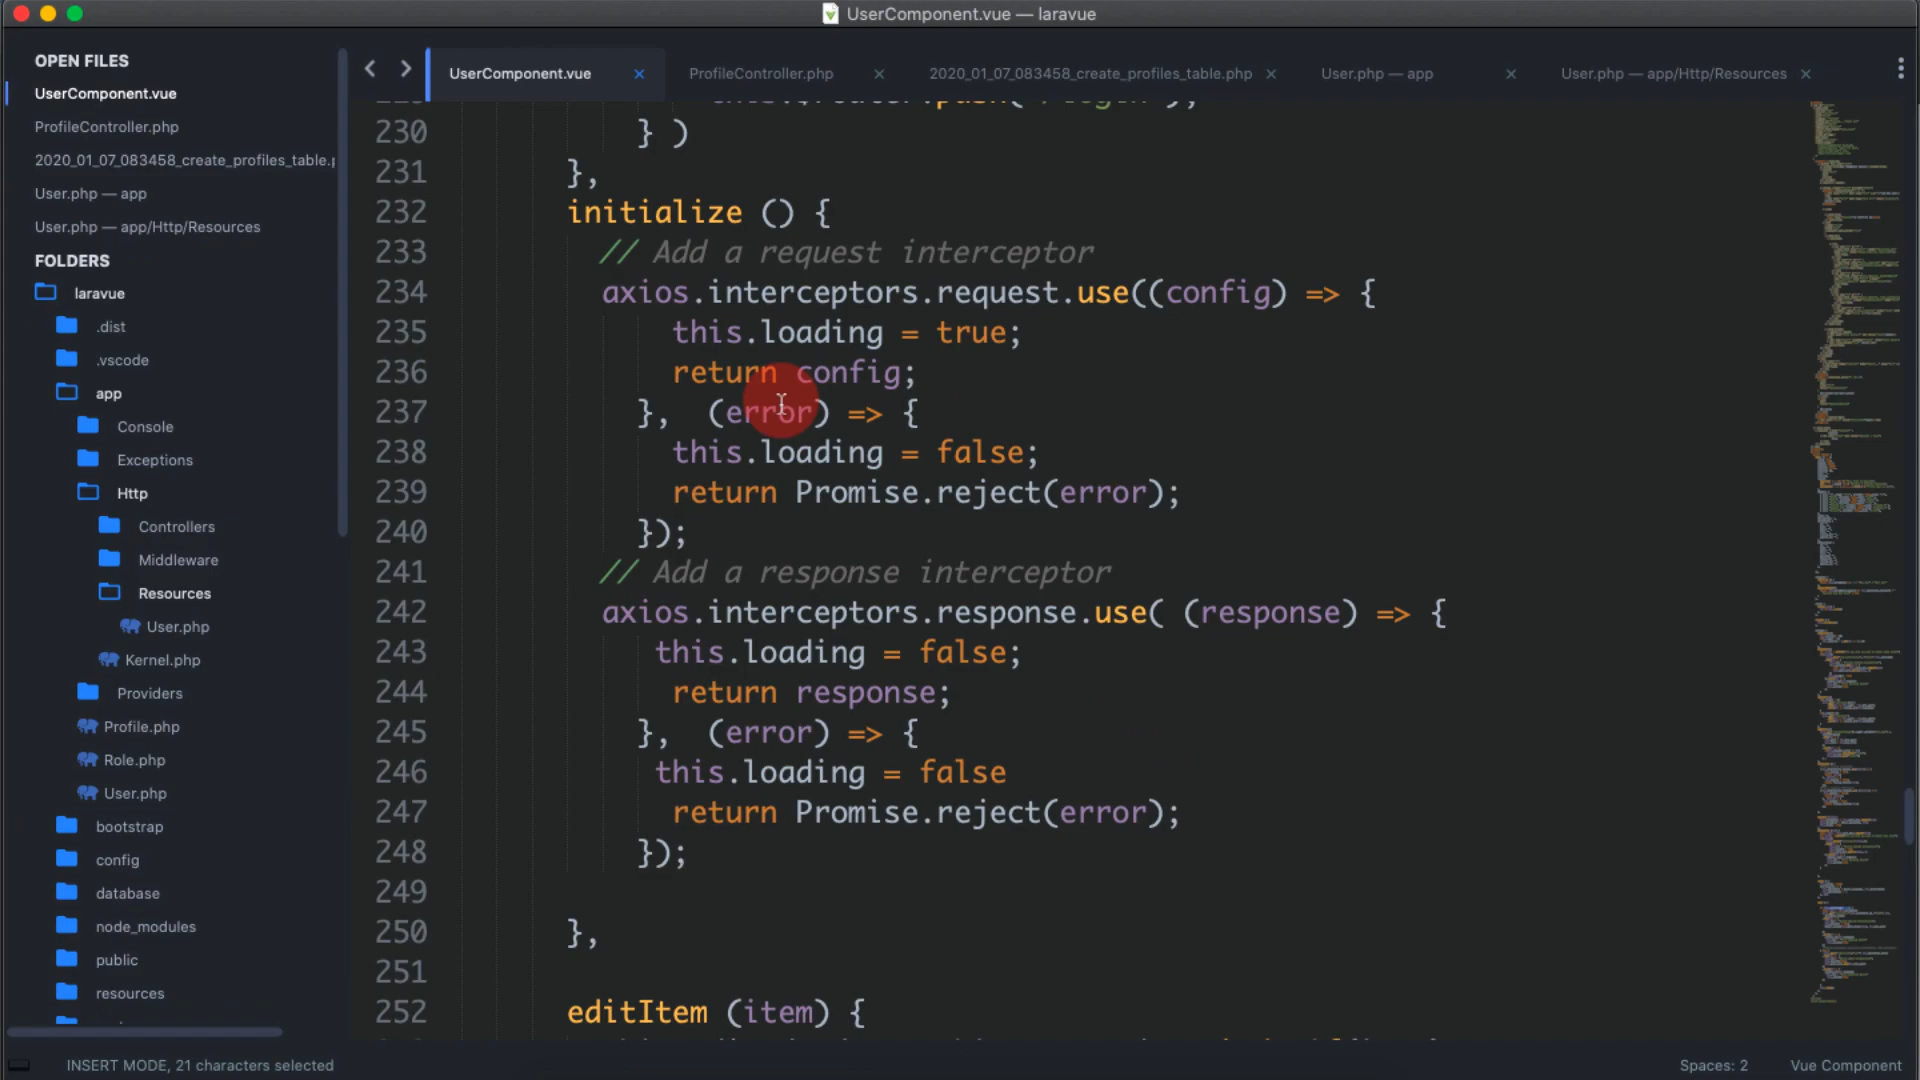 UserComponent.vue — laravue
OPEN FILES
UserComponent.vue
ProfileController.php
2020_01_07_083458_create_profiles_table.p
User.php — app
User.php — app/Http/Resources
FOLDERS
laravue
.dist
.vscode
app
Console
Exceptions
Http
Controllers
Middleware
Resources
User.php
Kernel.php
Providers
Profile.php
Role.php
User.php
bootstrap
config
database
node_modules
public
resources
UserComponent.vue
ProfileController.php
2020_01_07_083458_create_profiles_table.php
User.php — app
User.php — app/Http/Resources
230 } )
231 },
232 initialize () {
233 // Add a request interceptor
234 axios.interceptors.request.use((config) => {
235 this.loading = true;
236 return config;
237 }, (error) => {
238 this.loading = false;
239 return Promise.reject(error);
240 });
241 // Add a response interceptor
242 axios.interceptors.response.use( (response) => {
243 this.loading = false;
244 return response;
245 }, (error) => {
246 this.loading = false
247 return Promise.reject(error);
248 });
249
250 },
251
252 editItem (item) {
INSERT MODE, 21 characters selected
Spaces: 2
Vue Component